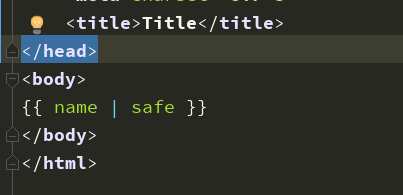 <title>Title</title>
</head>
<body>
{{ name | safe }}
</body>
</html>